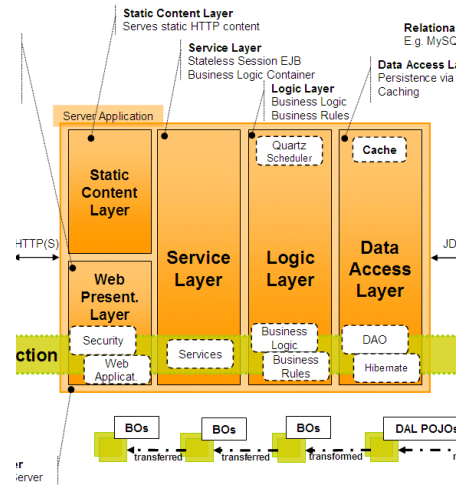 Static Content Layer
Serves static HTTP content
Service Layer
Stateless Session EJB
Business Logic Container
Logic Layer
Business Logic
Business Rules
Relationa
E.g. MySQ
Data Access La
Persistence via
Caching
Server Application
Static
Content
Layer
Web
Present.
Layer
Security
Web
Applicat.
Service
Layer
Services
Quartz
Scheduler
Logic
Layer
Business
Logic
Business
Rules
Cache
Data
Access
Layer
DAO
Hibernate
HTTP(S)
JD
ction
BOs
BOs
BOs
DAL POJOs
transferred
transferred
transformed
er
Server